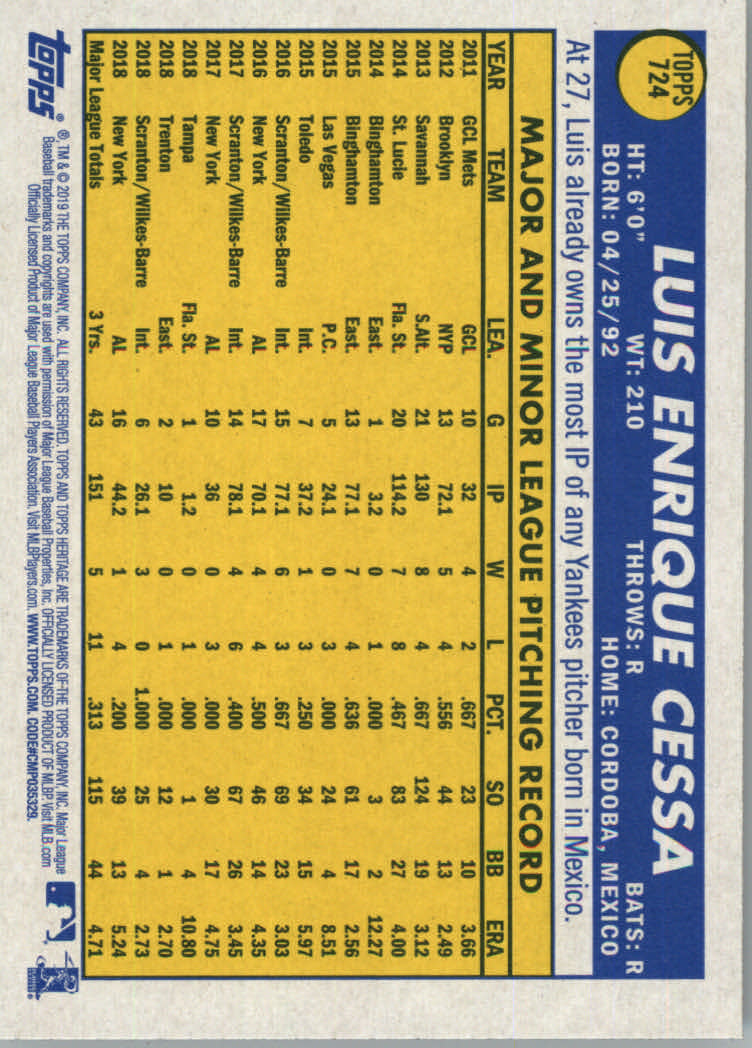 TOPPS
724
LUIS ENRIQUE CESSA
HT: 6'0" WT: 210 THROWS: R BATS: R
BORN: 04/25/92 HOME: CORDOBA, MEXICO
At 27, Luis already owns the most IP of any Yankees pitcher born in Mexico.
MAJOR AND MINOR LEAGUE PITCHING RECORD
YEAR TEAM LEA. G IP W L PCT. SO BB ERA
2011 GCL Mets GCL 10 32 4 2 .667 23 10 3.66
2012 Brooklyn NYP 13 72.1 5 4 .556 44 13 2.49
2013 Savannah S.Atl. 21 130 8 4 .667 124 19 3.12
2014 St. Lucie Fla. St. 20 114.2 7 8 .467 83 27 4.00
2014 Binghamton East. 1 3.2 0 1 .000 3 2 12.27
2015 Binghamton East. 13 77.1 7 4 .636 61 17 2.56
2015 Las Vegas P.C. 5 24.1 0 3 .000 24 4 8.51
2015 Toledo Int. 7 37.2 1 3 .250 34 15 5.97
2016 Scranton/Wilkes-Barre Int. 15 77.1 6 3 .667 69 23 3.03
2016 New York AL 17 70.1 4 4 .500 46 14 4.35
2017 Scranton/Wilkes-Barre Int. 14 78.1 4 6 .400 67 26 3.45
2017 New York AL 10 36 0 3 .000 30 17 4.75
2018 Tampa Fla. St. 1 1.2 0 1 .000 1 4 10.80
2018 Trenton East. 2 10 0 1 .000 12 1 2.70
2018 Scranton/Wilkes-Barre Int. 6 26.1 3 0 1.000 25 4 2.73
2018 New York AL 16 44.2 1 4 .200 39 13 5.24
Major League Totals 3 Yrs. 43 151 5 11 .313 115 44 4.71
topps®
®, TM & © 2019 THE TOPPS COMPANY, INC. ALL RIGHTS RESERVED. TOPPS AND TOPPS HERITAGE ARE TRADEMARKS OF THE TOPPS COMPANY, INC. Major League
Baseball trademarks and copyrights are used with permission of Major League Baseball Properties, Inc. OFFICIALLY LICENSED PRODUCT OF MLBP. Visit MLB.com
Officially Licensed Product of Major League Baseball Players Association. Visit MLBPlayers.com. WWW.TOPPS.COM. CODE#CMP035329.